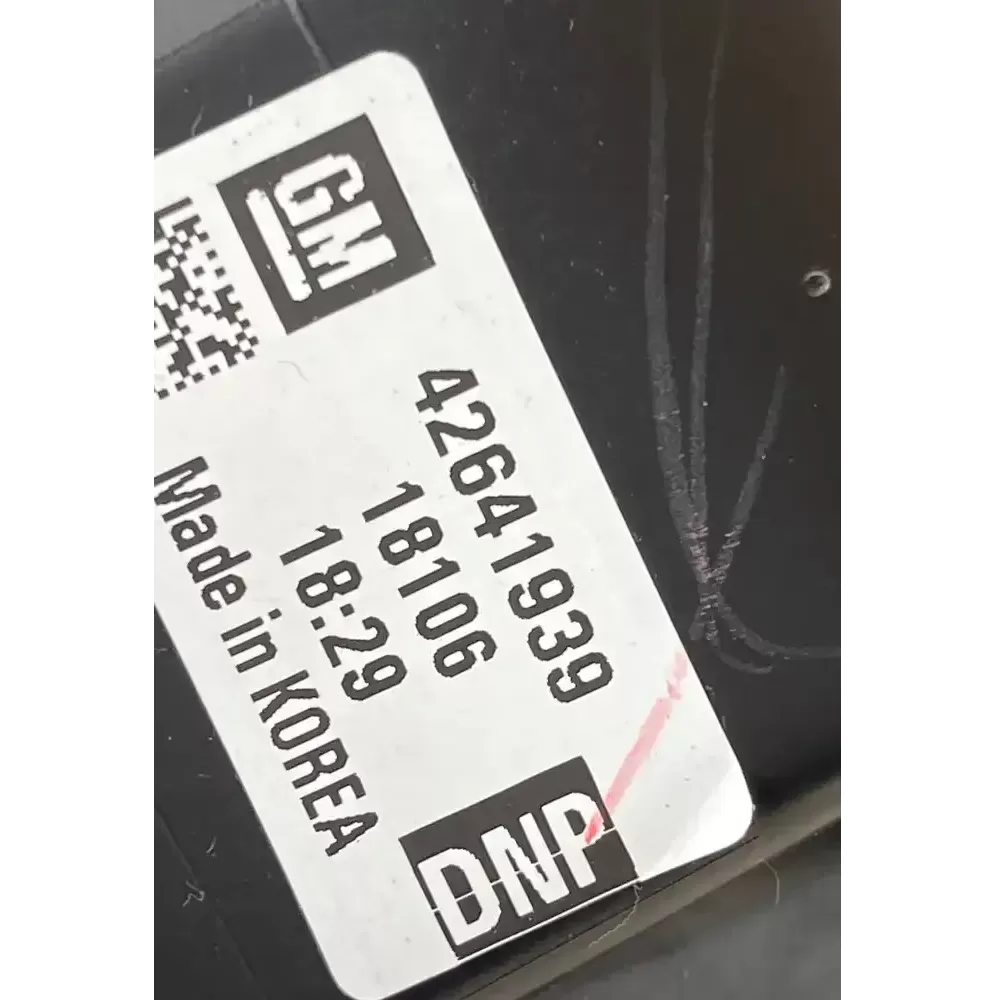 GM
42641939
18106
18:29
Made in KOREA
DNP